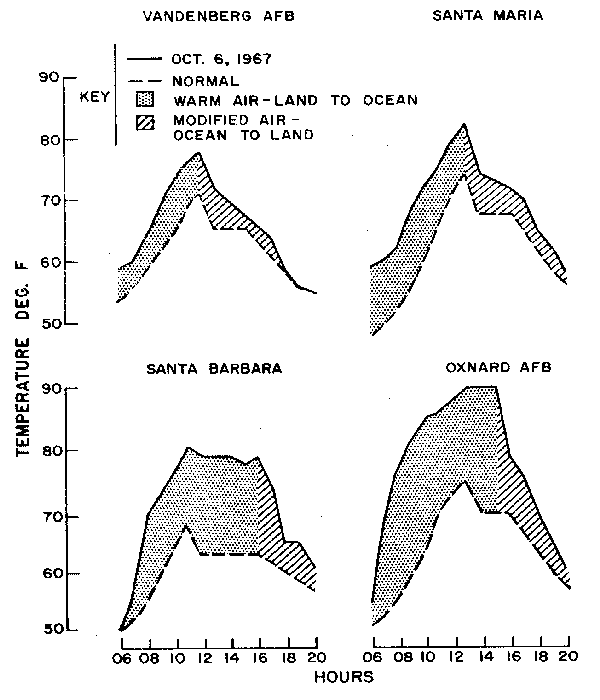 VANDENBERG AFB
SANTA MARIA
KEY
OCT. 6, 1967
NORMAL
WARM AIR-LAND TO OCEAN
MODIFIED AIR-
OCEAN TO LAND
90
80
70
60
50
TEMPERATURE DEG. F
SANTA BARBARA
OXNARD AFB
90
80
70
60
50
06 08 10 12 14 16 18 20
06 08 10 12 14 16 18 20
HOURS